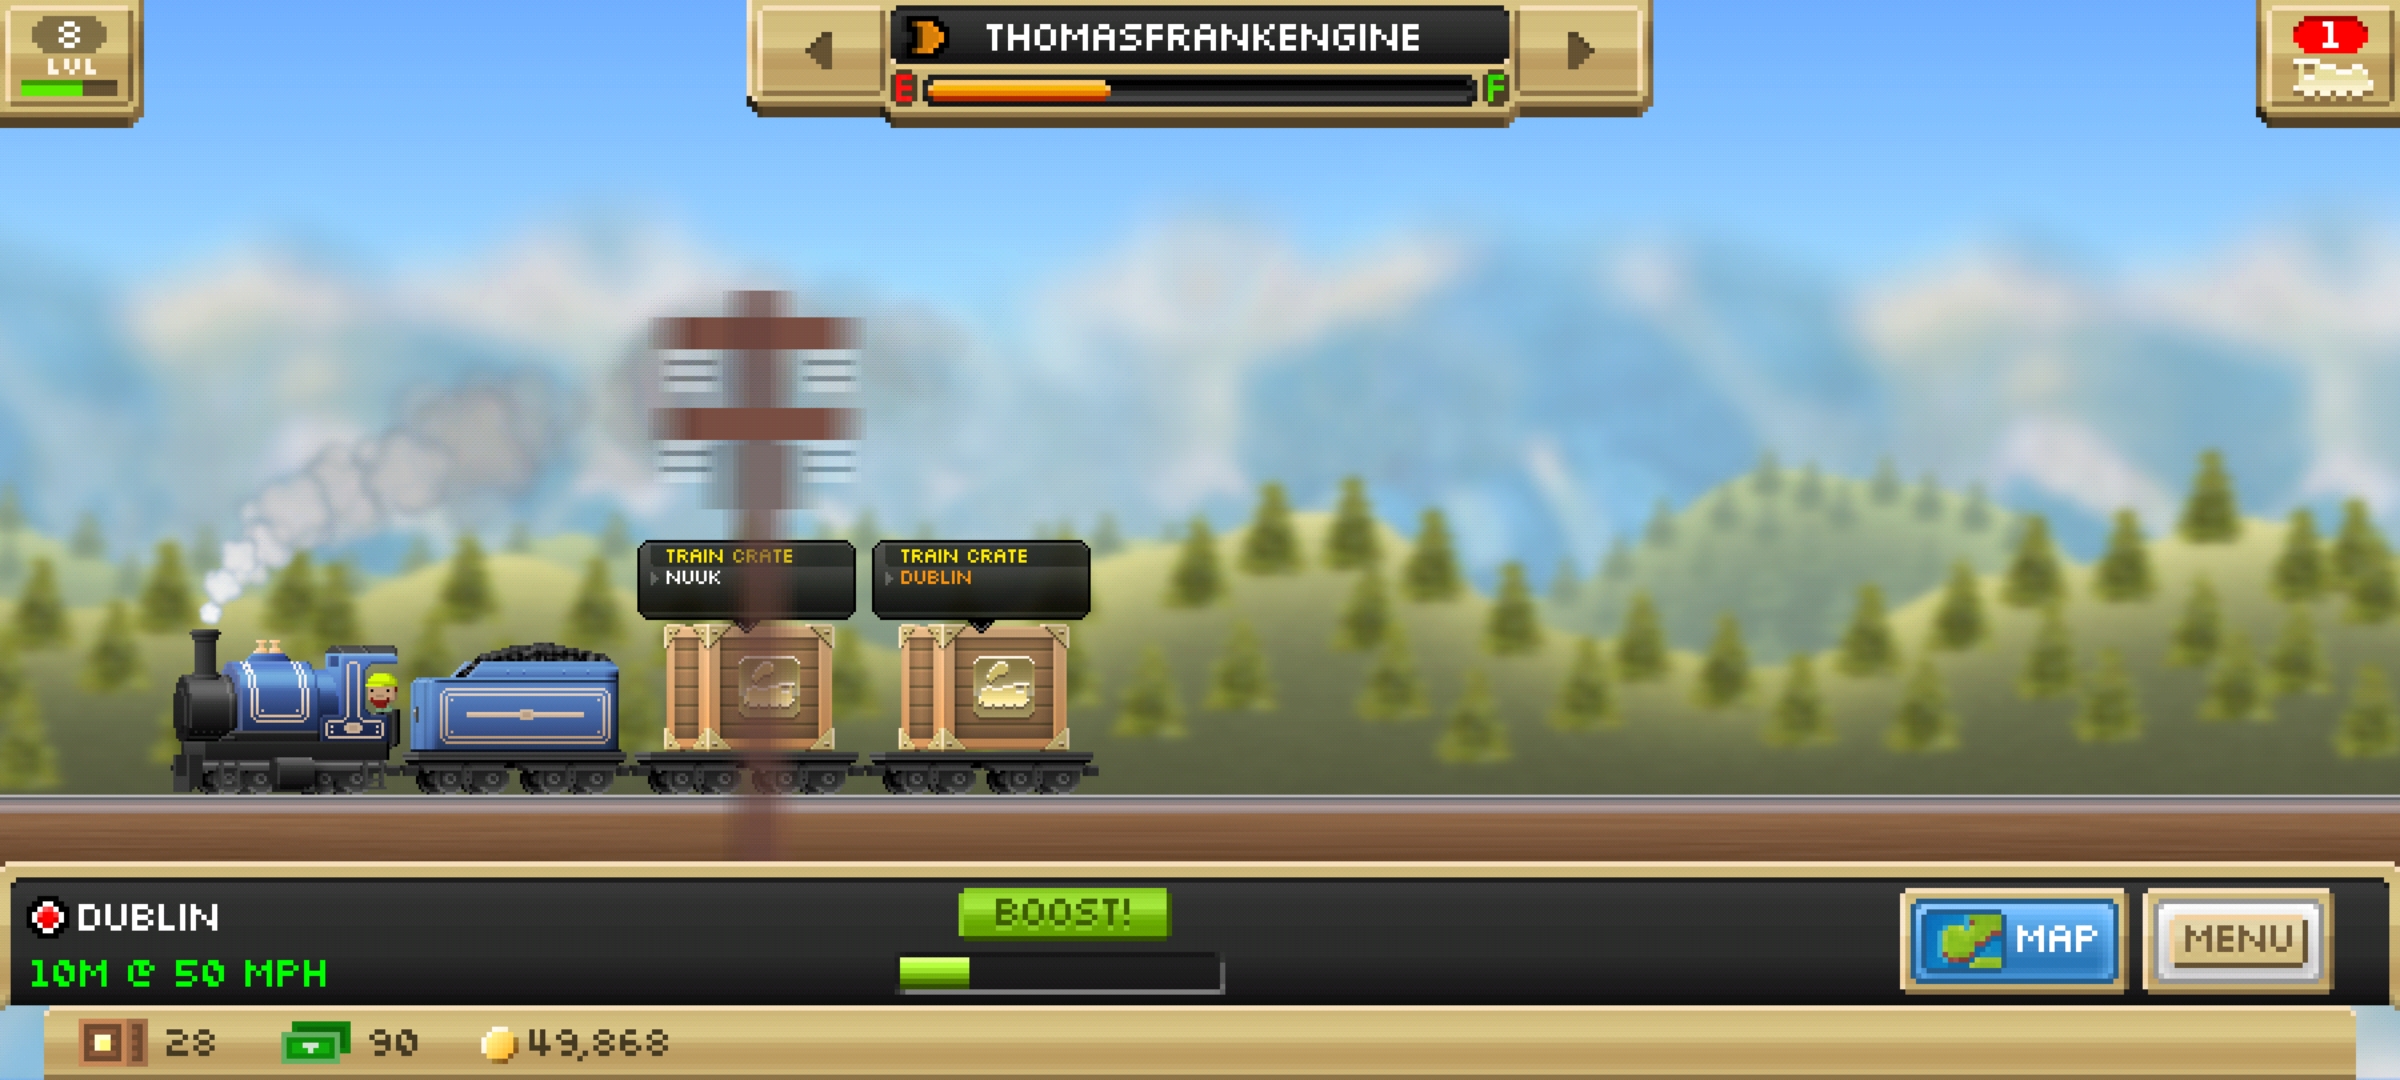 8
LVL
THOMASFRANKENGINE
E F
1
TRAIN CRATE
NUUK
TRAIN CRATE
DUBLIN
DUBLIN
10M @ 50 MPH
BOOST!
MAP
MENU
28
90
49,868